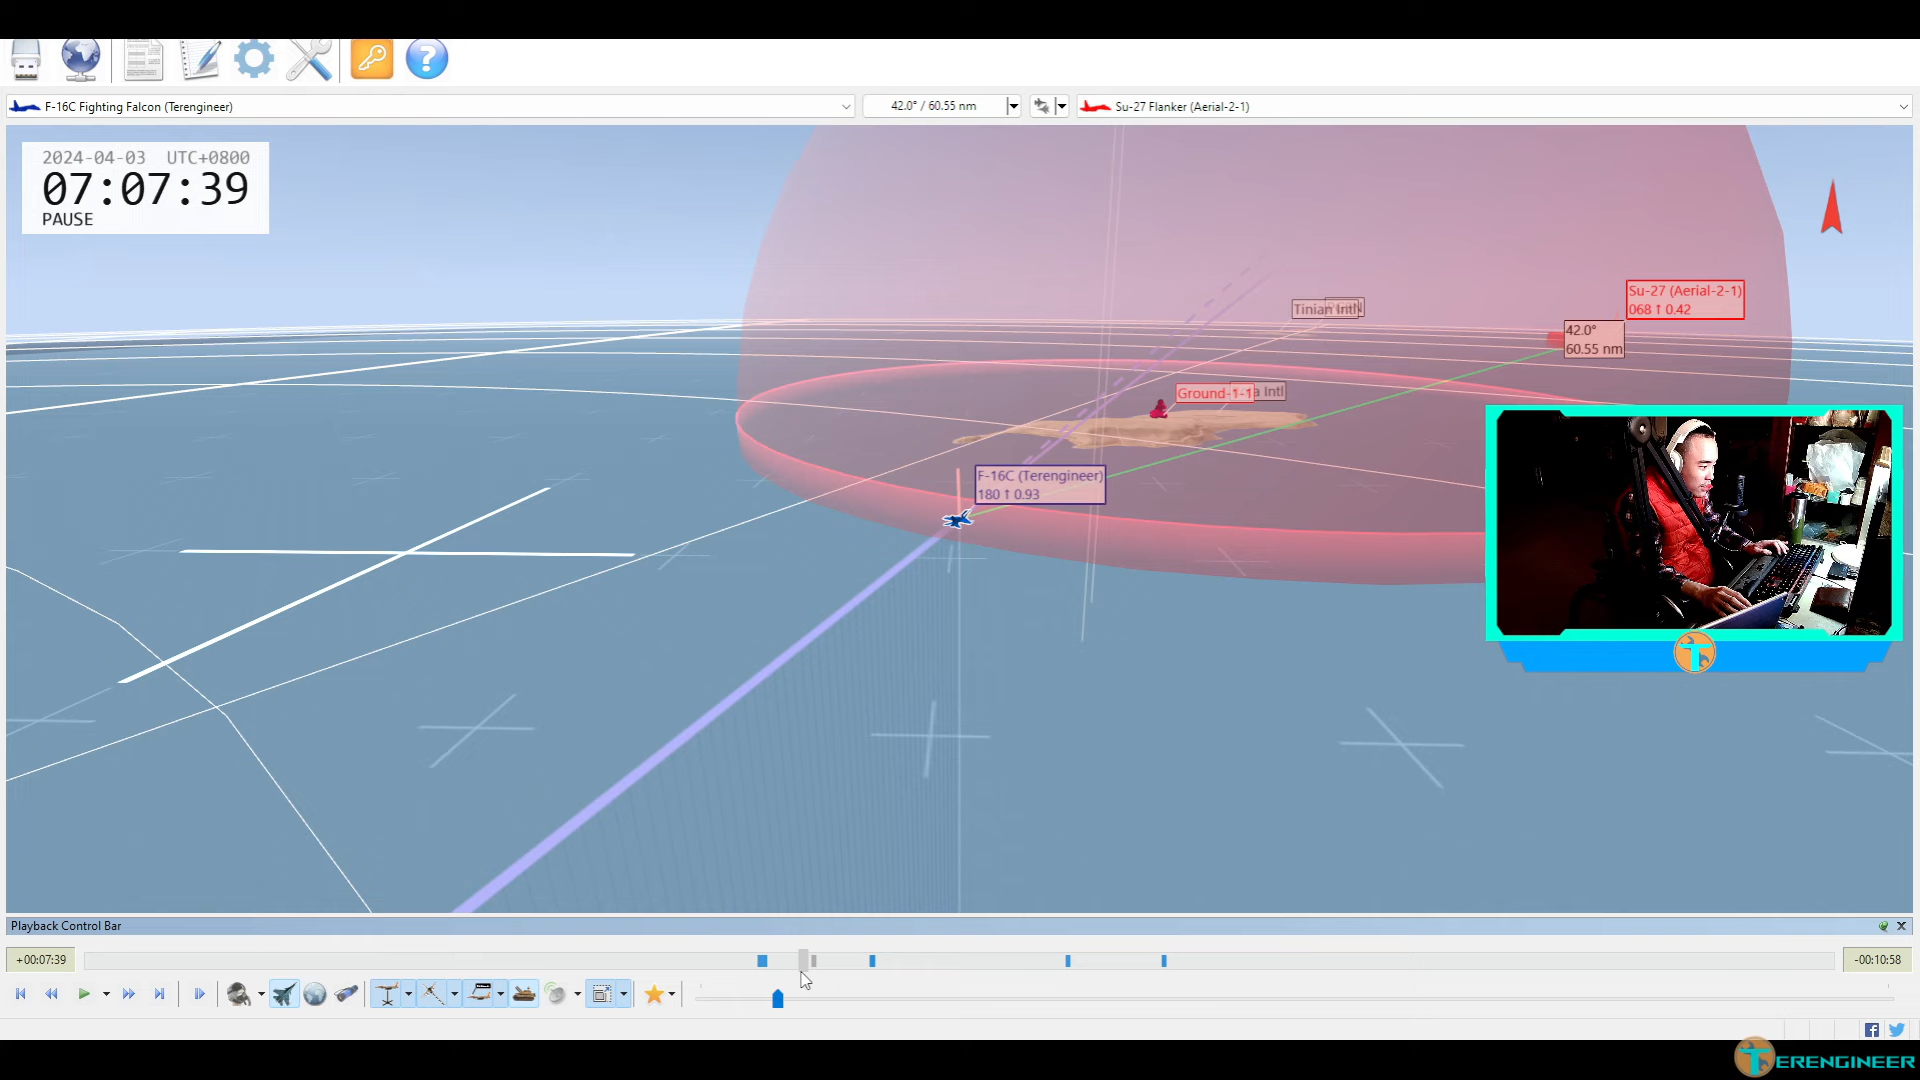 F-16C Fighting Falcon (Terengineer)
42.0° / 60.55 nm
Su-27 Flanker (Aerial-2-1)
2024-04-03 UTC+0800
07:07:39
PAUSE
Su-27 (Aerial-2-1)
068 ↑ 0.42
Tinian Intl
42.0°
60.55 nm
Ground-1-1
a Intl
F-16C (Terengineer)
180 ↑ 0.93
Playback Control Bar
+00:07:39
-00:10:58
TERENGINEER